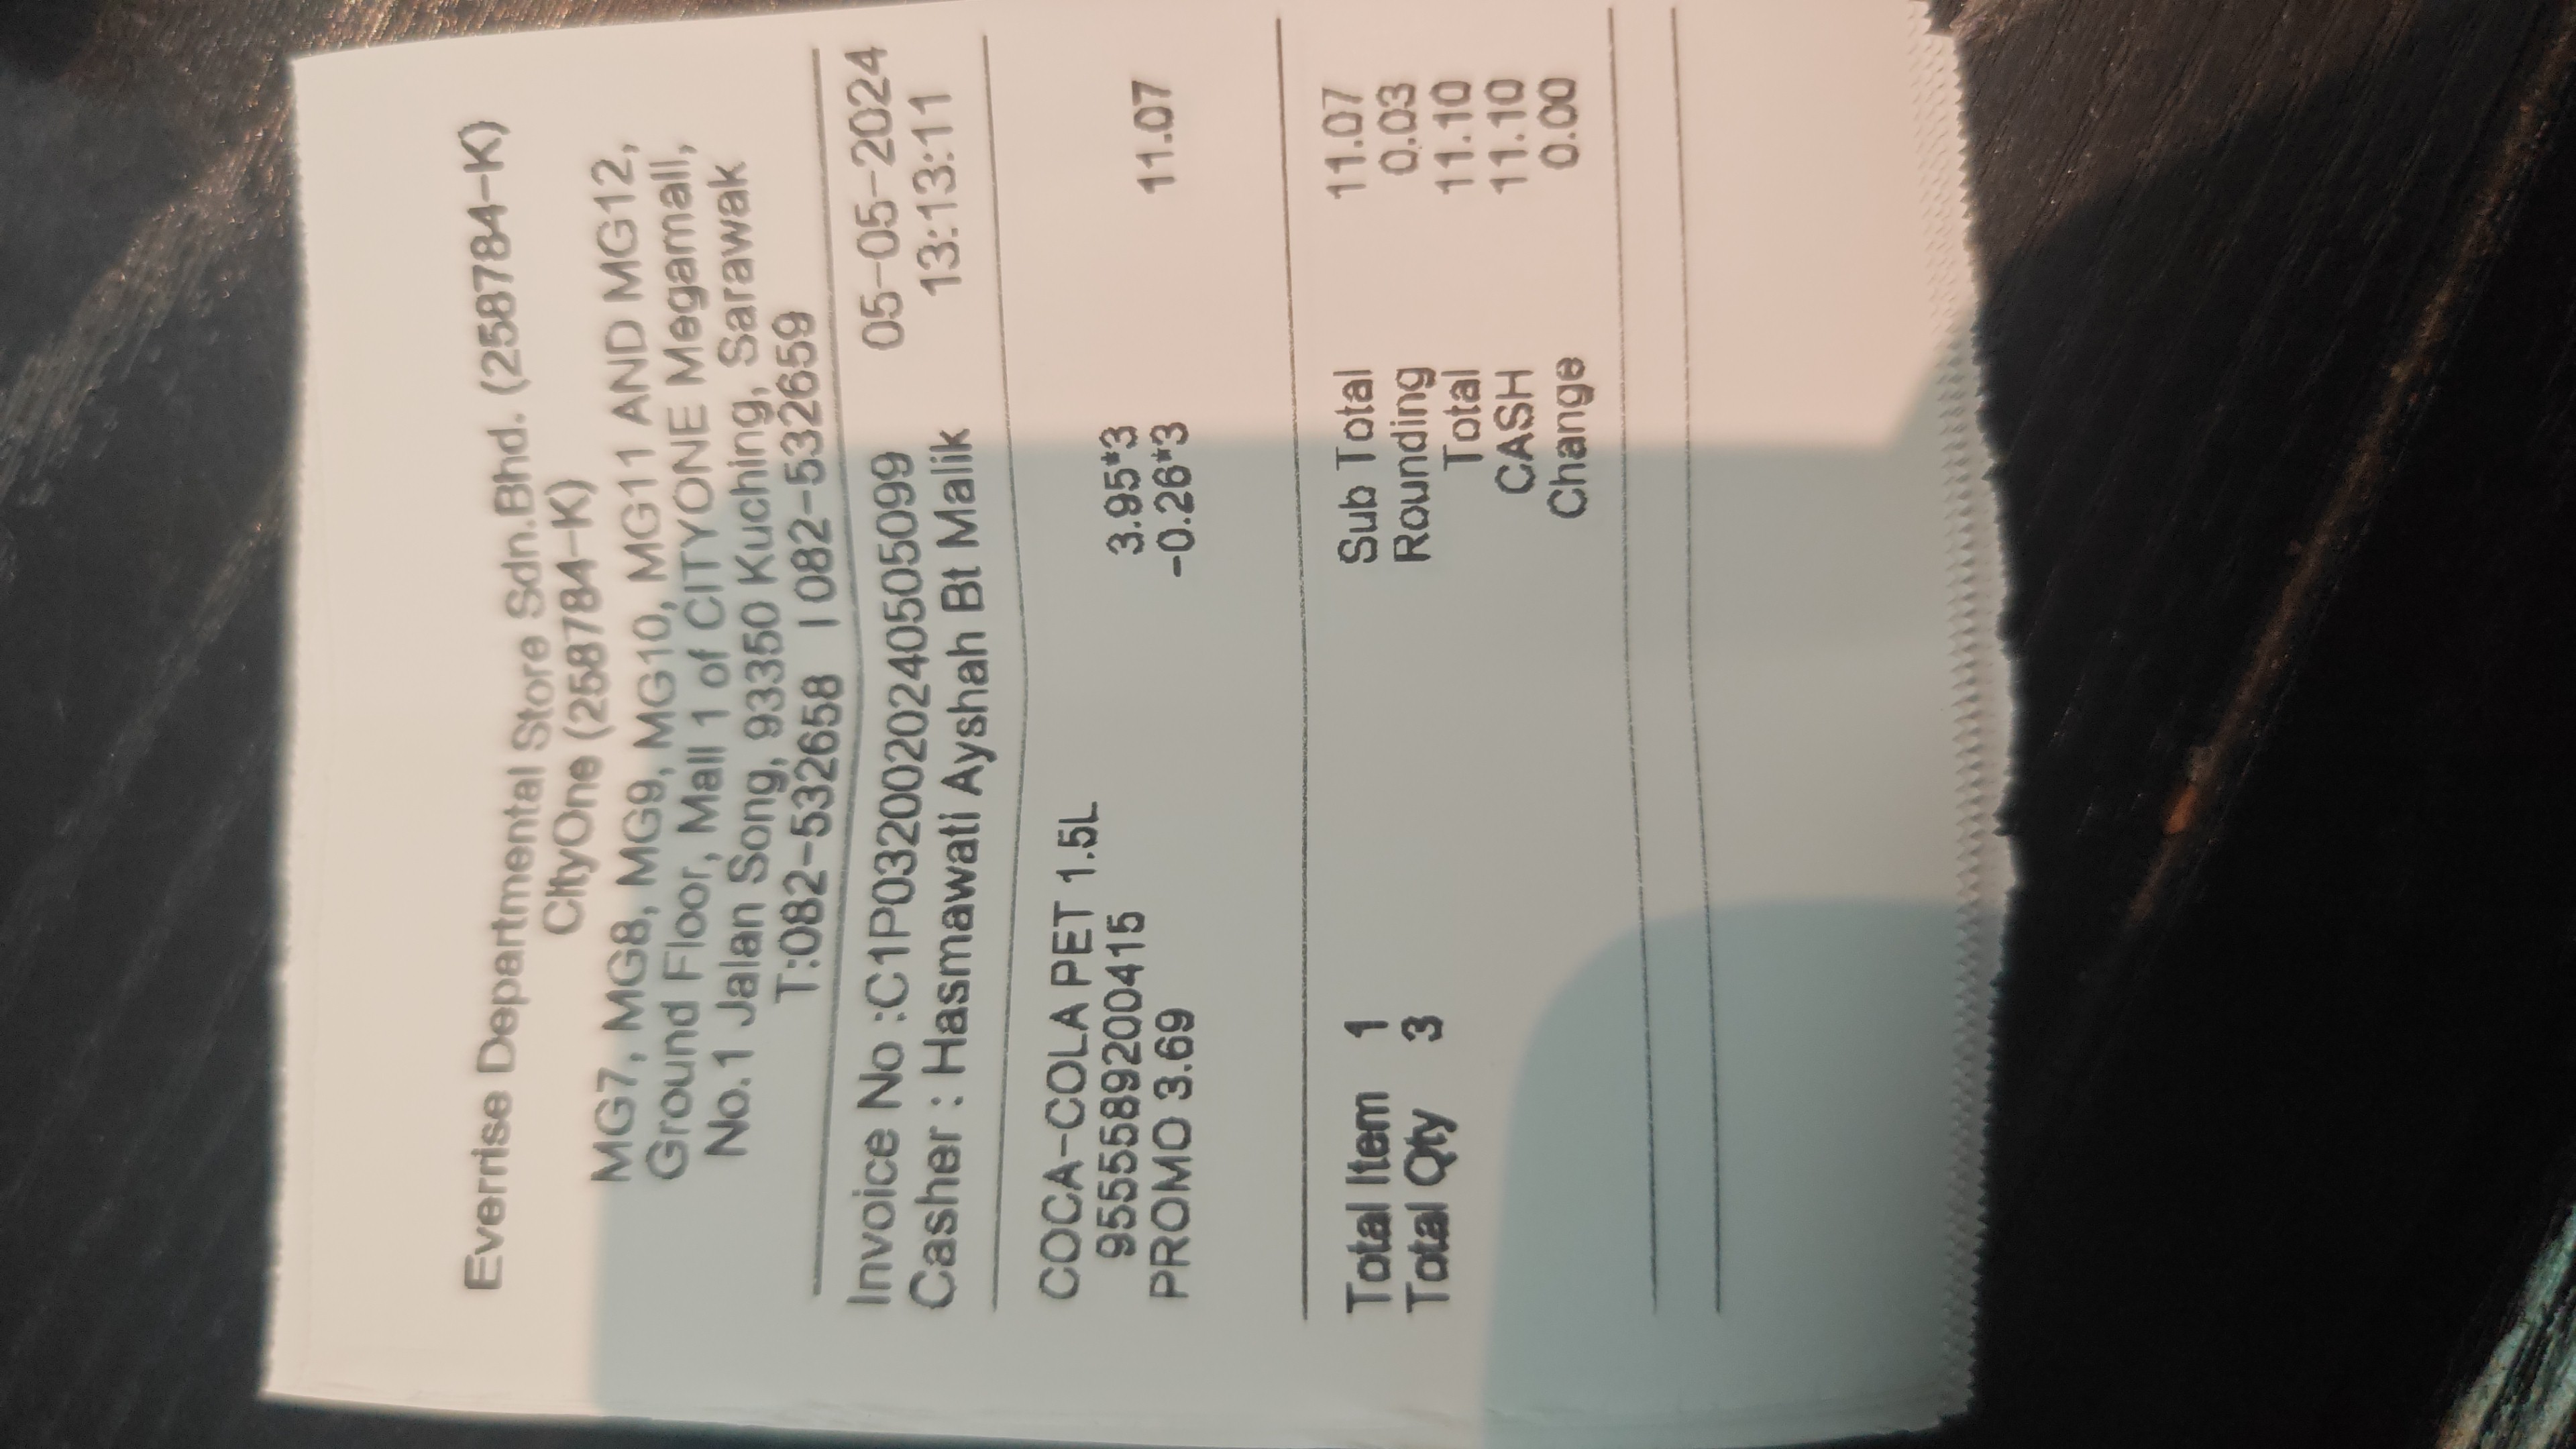 Everrise Departmental Store Sdn.Bhd. (258784-K)
CityOne (258784-K)
MG7, MG8, MG9, MG10, MG11 AND MG12,
Ground Floor, Mall 1 of CITYONE Megamall,
No.1 Jalan Song, 93350 Kuching, Sarawak
T:082-532658 | 082-532659
Invoice No :C1P0320020240505099 05-05-2024
Casher : Hasmawati Ayshah Bt Malik 13:13:11
COCA-COLA PET 1.5L
9555589200415 3.95*3
PROMO 3.69 -0.26*3 11.07
Total Item 1 Sub Total 11.07
Total Qty 3 Rounding 0.03
Total 11.10
CASH 11.10
Change 0.00